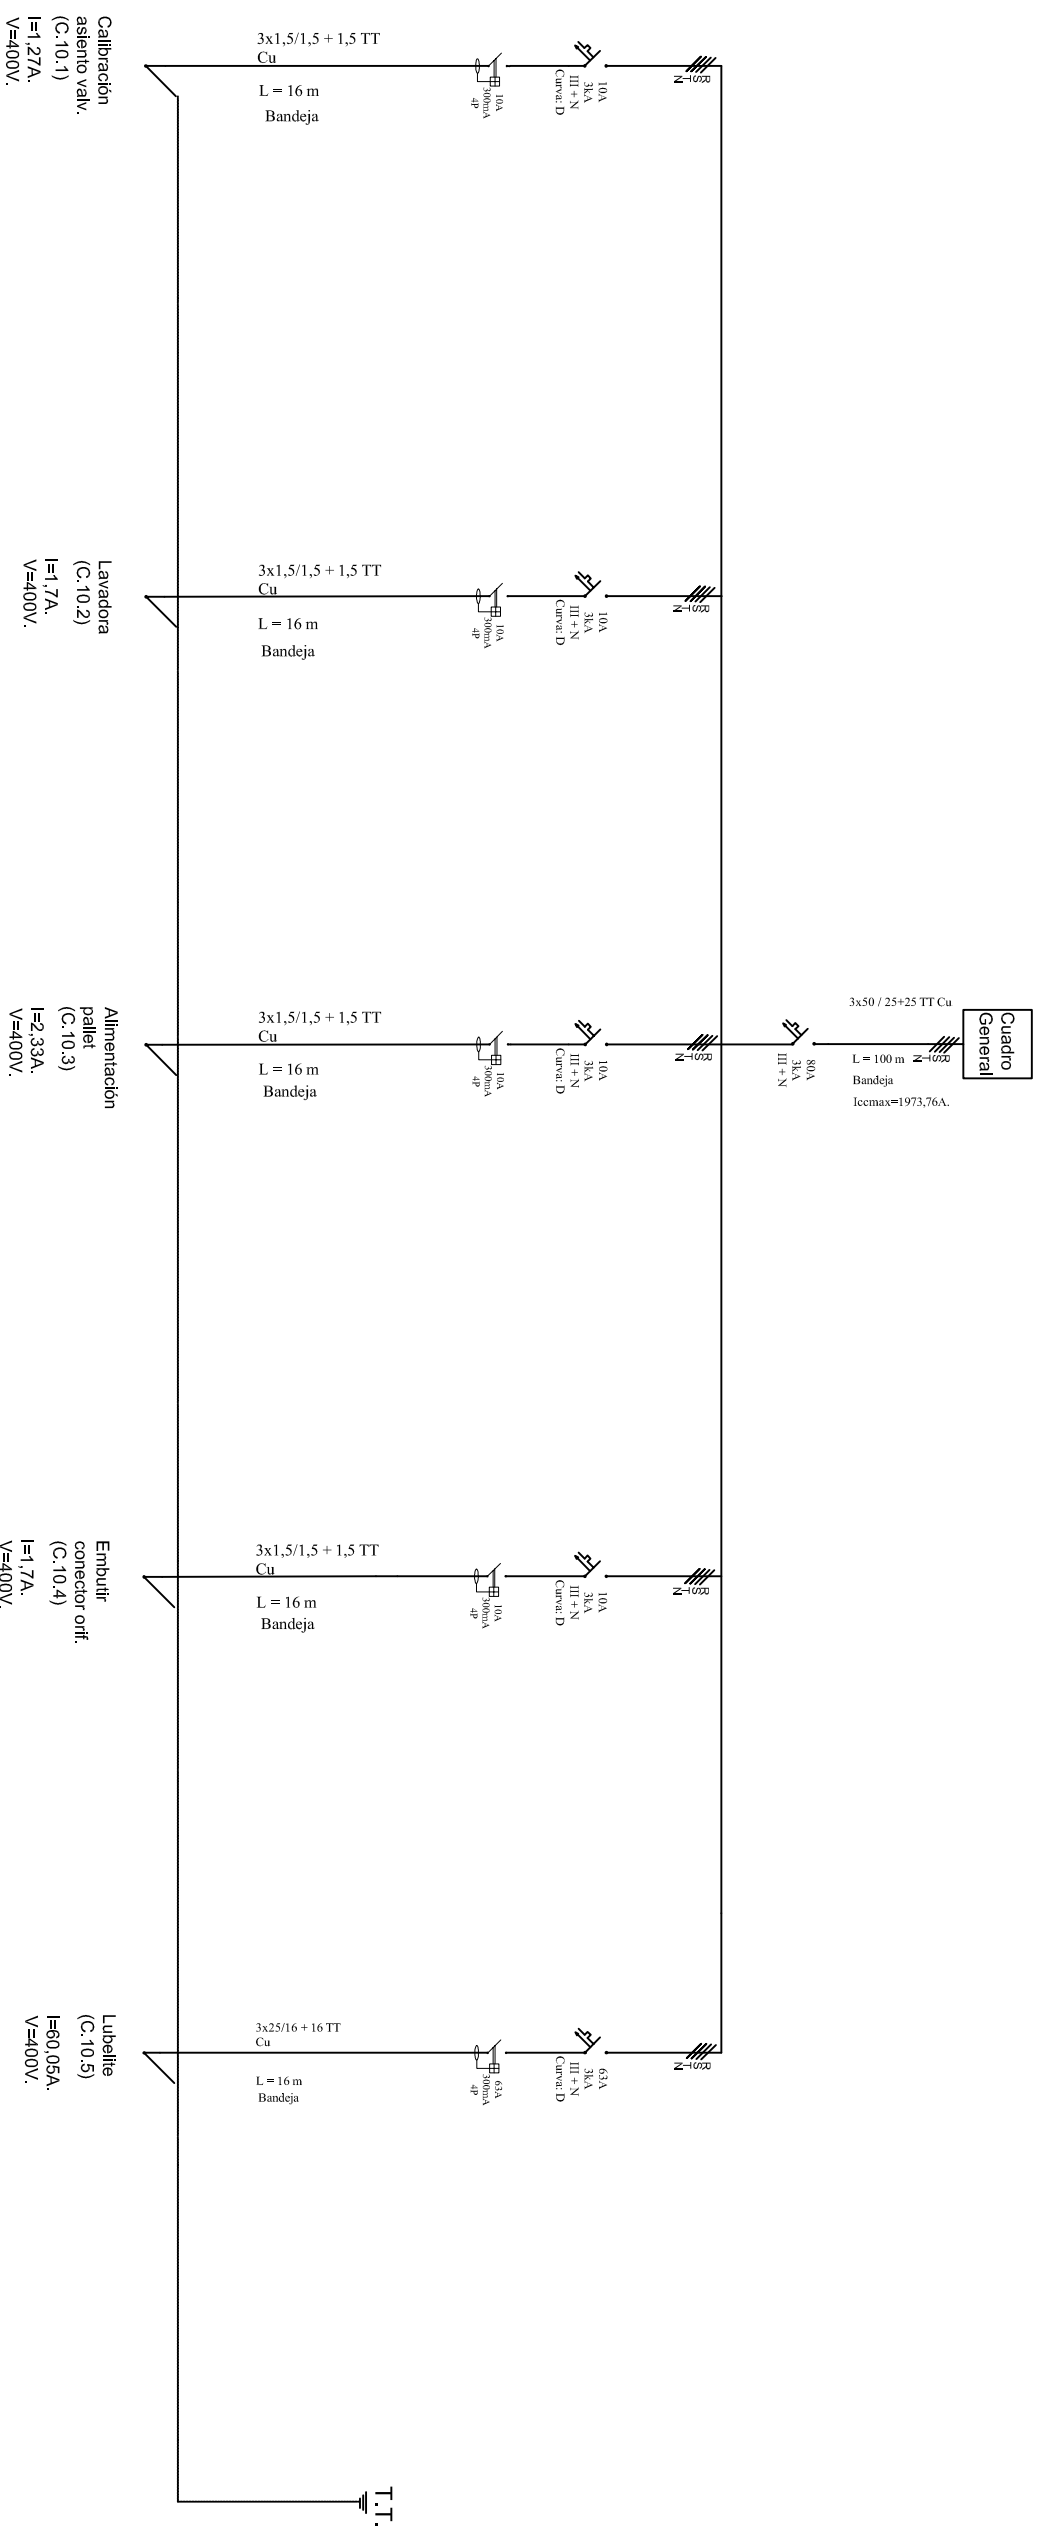 Cuadro
General
3x50 / 25+25 TT Cu
R
S
T
N
L = 100 m
Bandeja
Iccmax=1973,76A.
80A
3kA
III + N
R
S
T
N
10A
3kA
III + N
Curva: D
10A
300mA
4P
3x1,5/1,5 + 1,5 TT
Cu
L = 16 m
Bandeja
Calibración
asiento valv.
(C.10.1)
I=1,27A.
V=400V.
R
S
T
N
10A
3kA
III + N
Curva: D
10A
300mA
4P
3x1,5/1,5 + 1,5 TT
Cu
L = 16 m
Bandeja
Lavadora
(C.10.2)
I=1,7A.
V=400V.
R
S
T
N
10A
3kA
III + N
Curva: D
10A
300mA
4P
3x1,5/1,5 + 1,5 TT
Cu
L = 16 m
Bandeja
Alimentación
pallet
(C.10.3)
I=2,33A.
V=400V.
R
S
T
N
10A
3kA
III + N
Curva: D
10A
300mA
4P
3x1,5/1,5 + 1,5 TT
Cu
L = 16 m
Bandeja
Embutir
conector orif.
(C.10.4)
I=1,7A.
V=400V.
R
S
T
N
63A
3kA
III + N
Curva: D
63A
300mA
4P
3x25/16 + 16 TT
Cu
L = 16 m
Bandeja
Lubelite
(C.10.5)
I=60,05A.
V=400V.
T.T.